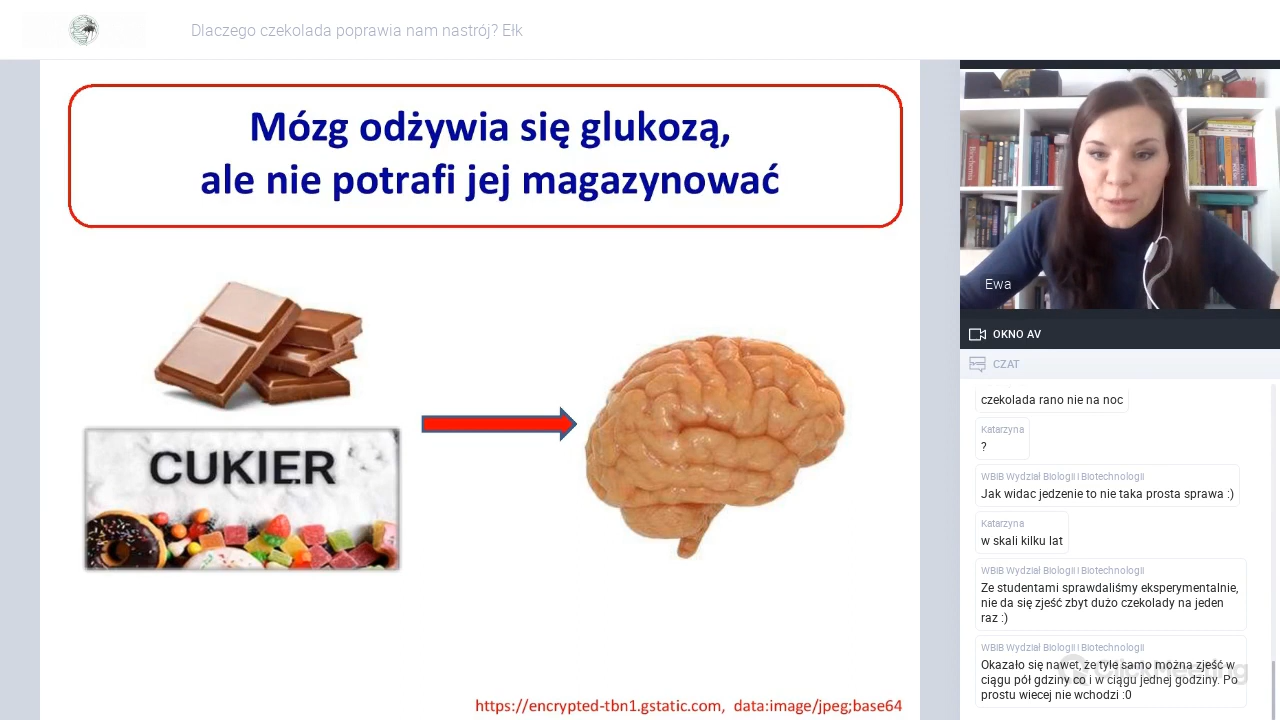 Dlaczego czekolada poprawia nam nastrój? Ełk
Mózg odżywia się glukozą,
ale nie potrafi jej magazynować
CUKIER
https://encrypted-tbn1.gstatic.com, data:image/jpeg;base64
Biochemia
Ewa
OKNO AV
CZAT
czekolada rano nie na noc
Katarzyna
?
WBiB Wydział Biologii i Biotechnologii
Jak widac jedzenie to nie taka prosta sprawa :)
Katarzyna
w skali kilku lat
WBiB Wydział Biologii i Biotechnologii
Ze studentami sprawdaliśmy eksperymentalnie,
nie da się zjeść zbyt dużo czekolady na jeden
raz :)
WBiB Wydział Biologii i Biotechnologii
Okazało się nawet, że tyle samo można zjeść w
ciągu pół gdziny co i w ciągu jednej godziny. Po
prostu wiecej nie wchodzi :0